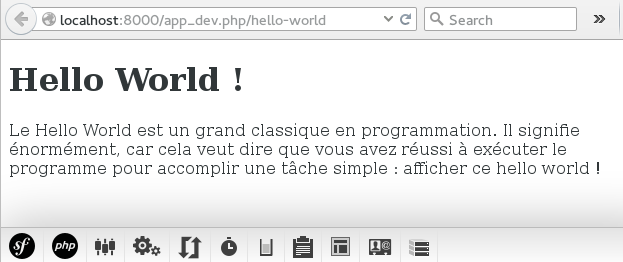 localhost:8000/app_dev.php/hello-world
Search
Hello World !
Le Hello World est un grand classique en programmation. Il signifie
énormément, car cela veut dire que vous avez réussi à exécuter le
programme pour accomplir une tâche simple : afficher ce hello world !
sf php